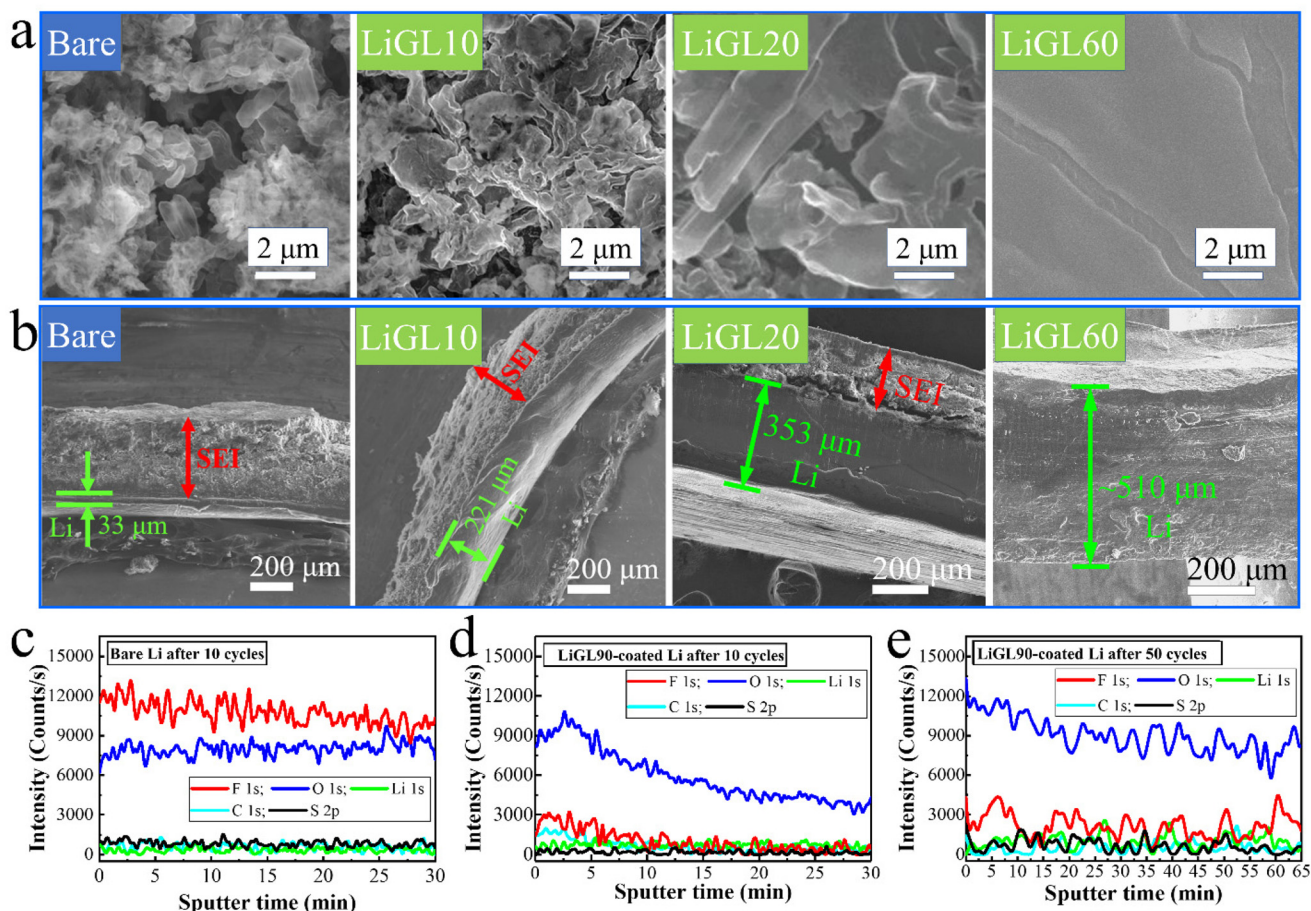 a
Bare
LiGL10
LiGL20
LiGL60
2 μm
2 μm
2 μm
2 μm
b
Bare
LiGL10
LiGL20
LiGL60
SEI
Li
33 μm
200 μm
SEI
221 μm
Li
200 μm
SEI
353 μm
Li
200 μm
~510 μm
Li
200 μm
c
Bare Li after 10 cycles
F 1s; O 1s; Li 1s
C 1s; S 2p
Intensity (Counts/s)
15000
12000
9000
6000
3000
0
0 5 10 15 20 25 30
Sputter time (min)
d
LiGL90-coated Li after 10 cycles
F 1s; O 1s; Li 1s
C 1s; S 2p
Intensity (Counts/s)
15000
12000
9000
6000
3000
0
0 5 10 15 20 25 30
Sputter time (min)
e
LiGL90-coated Li after 50 cycles
F 1s; O 1s; Li 1s
C 1s; S 2p
Intensity (Counts/s)
15000
12000
9000
6000
3000
0
0 5 10 15 20 25 30 35 40 45 50 55 60 65
Sputter time (min)